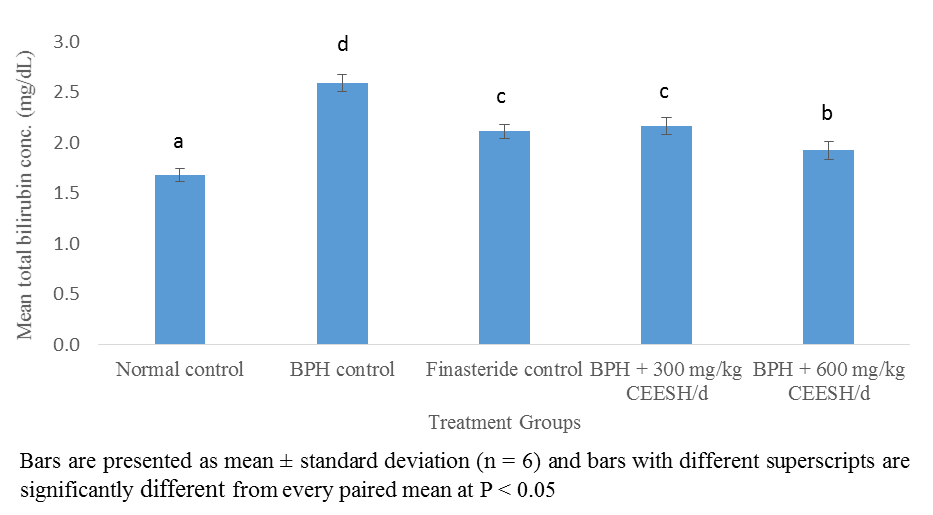 Mean total bilirubin conc. (mg/dL)
3.0
2.5
2.0
1.5
1.0
0.5
0.0
a
d
c
c
b
Normal control
BPH control
Finasteride control
BPH + 300 mg/kg
CEESH/d
BPH + 600 mg/kg
CEESH/d
Treatment Groups
Bars are presented as mean ± standard deviation (n = 6) and bars with different superscripts are
significantly different from every paired mean at P < 0.05